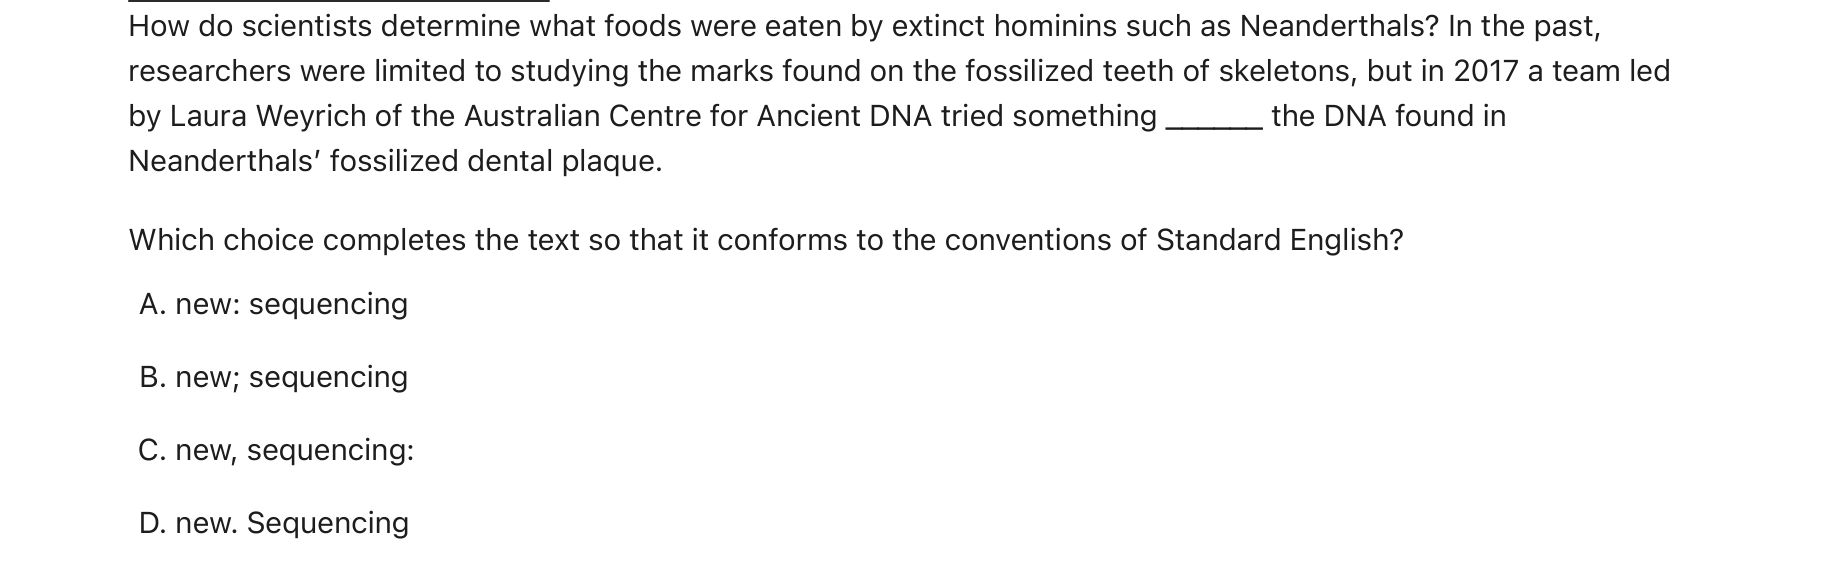 How do scientists determine what foods were eaten by extinct hominins such as Neanderthals? In the past,
researchers were limited to studying the marks found on the fossilized teeth of skeletons, but in 2017 a team led
by Laura Weyrich of the Australian Centre for Ancient DNA tried something ______ the DNA found in
Neanderthals’ fossilized dental plaque.
Which choice completes the text so that it conforms to the conventions of Standard English?
A. new: sequencing
B. new; sequencing
C. new, sequencing:
D. new. Sequencing